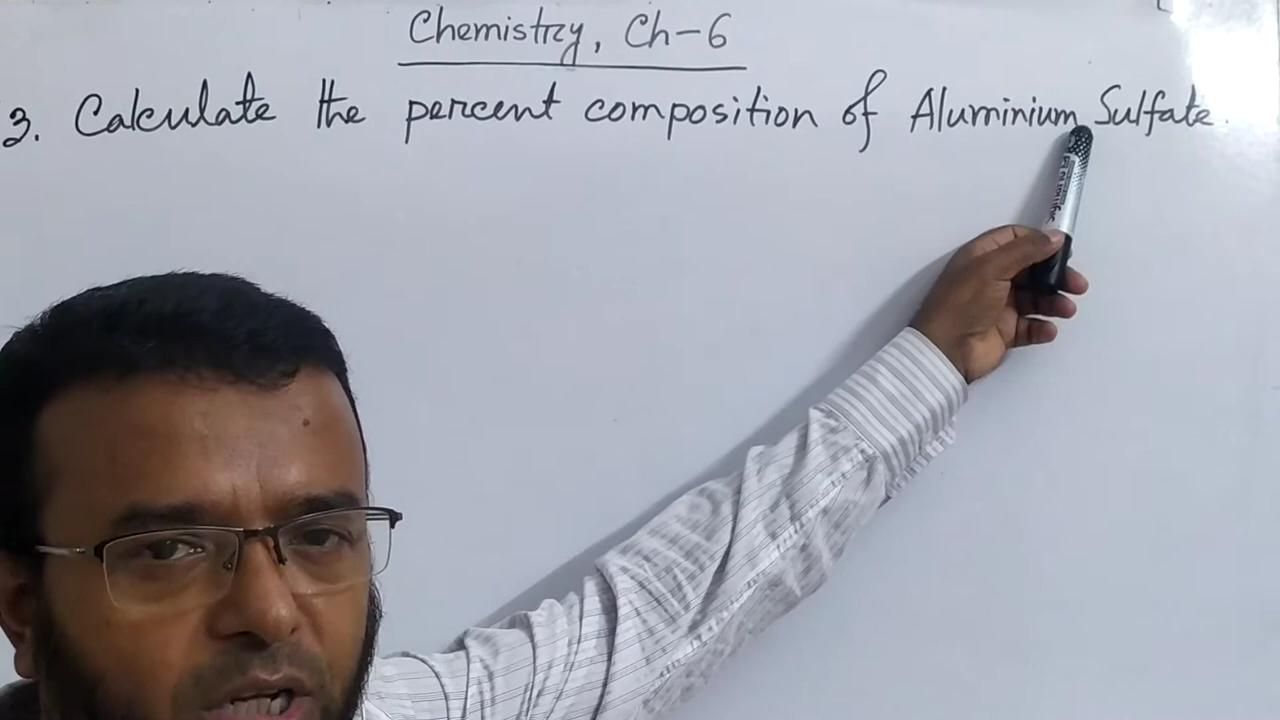 Chemistry, Ch-6
3. Calculate the percent composition of Aluminium Sulfate.